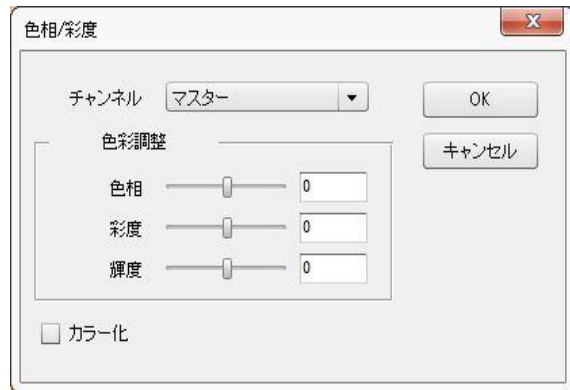 色相/彩度
チャンネル マスター OK
色彩調整 キャンセル
色相 0
彩度 0
輝度 0
カラー化